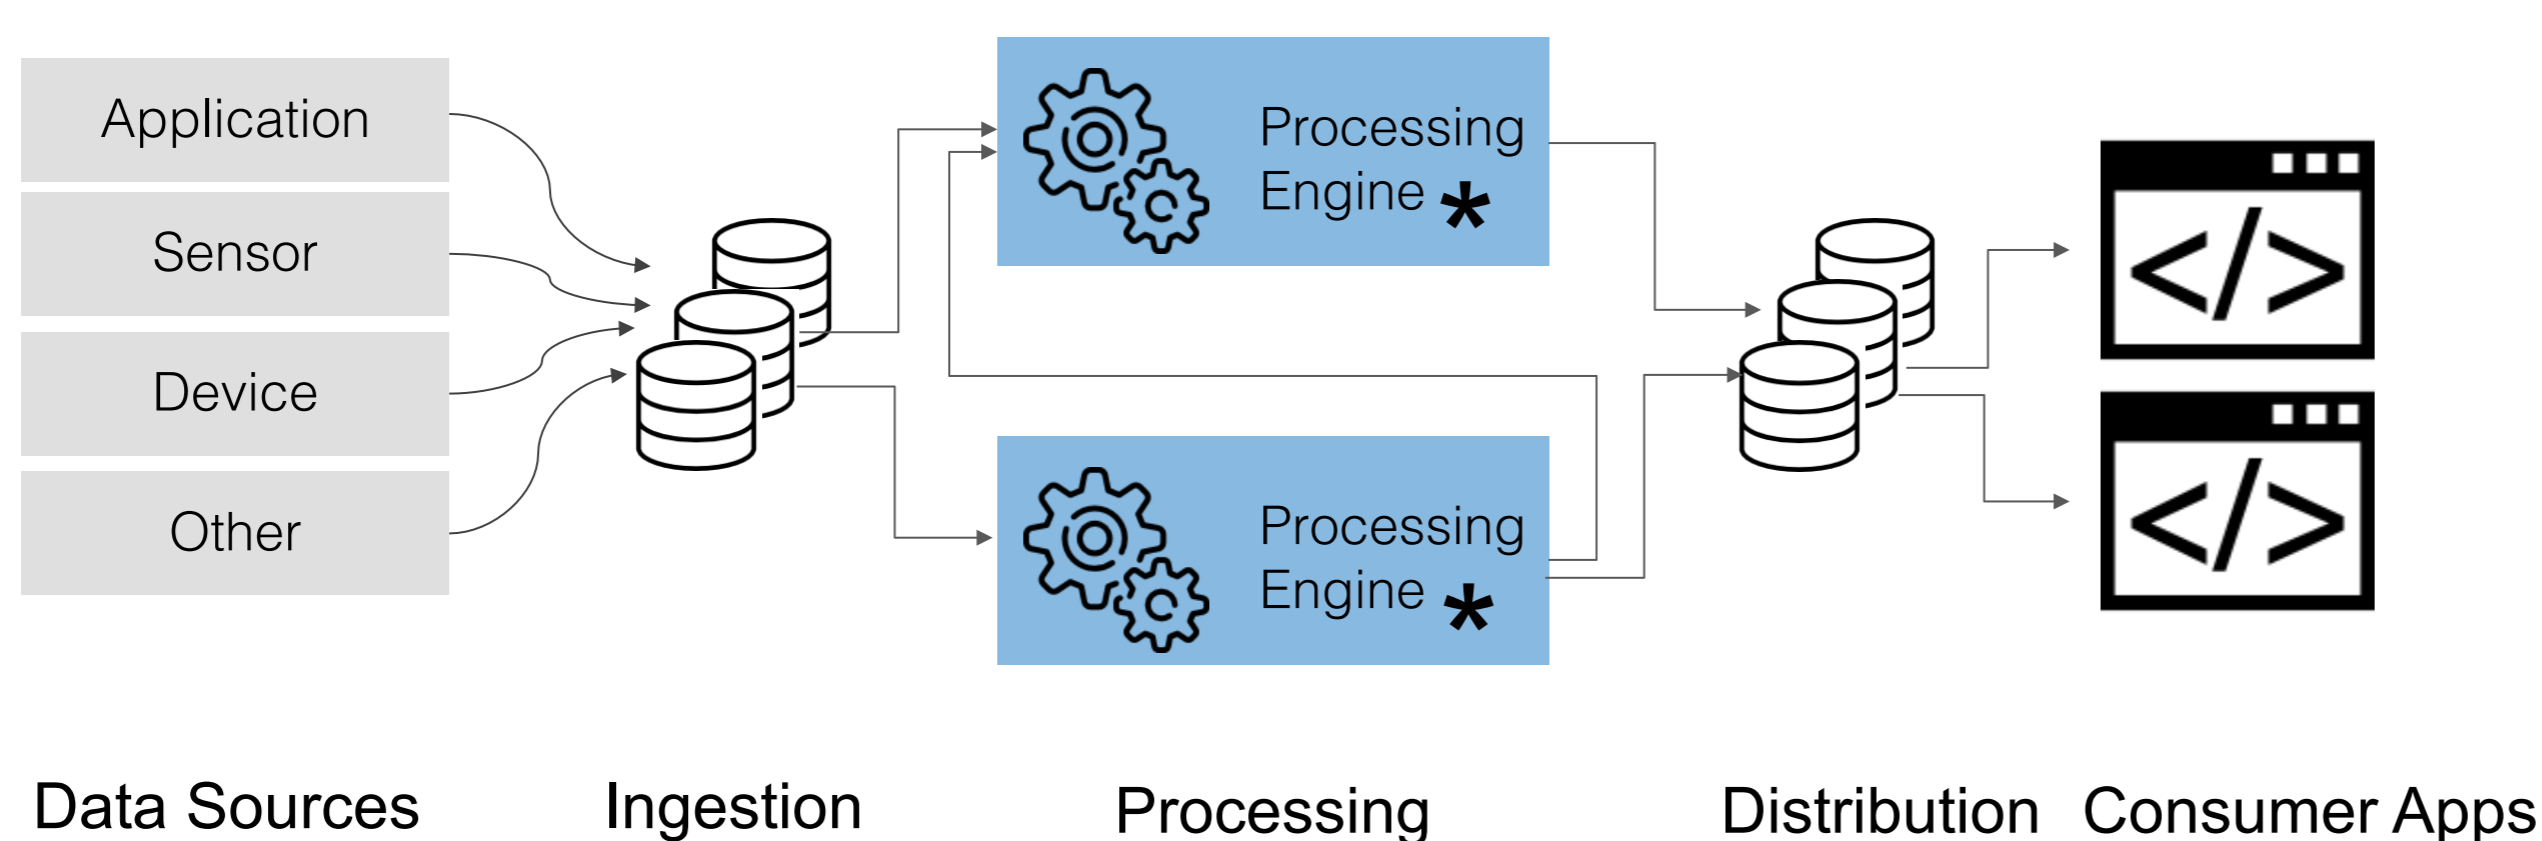 Application
Sensor
Device
Other
Processing
Engine *
Processing
Engine *
</>
</>
Data Sources
Ingestion
Processing
Distribution
Consumer Apps